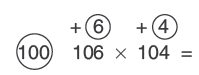 + 6 + 4
100 106 × 104 =